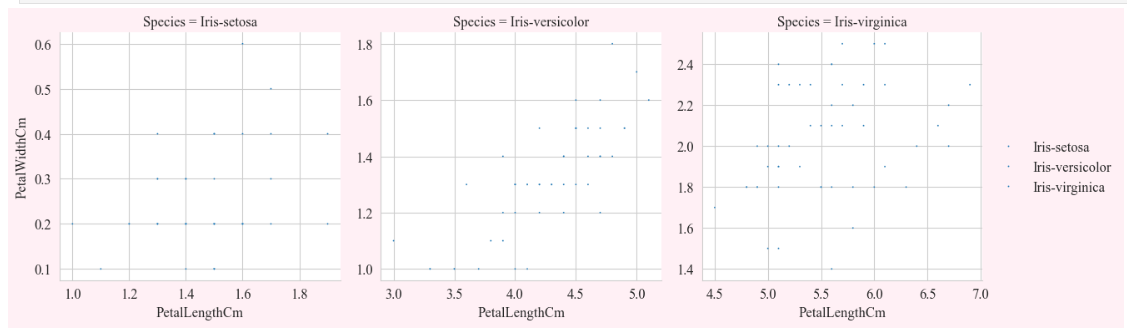 Species = Iris-setosa
Species = Iris-versicolor
Species = Iris-virginica
PetalWidthCm
0.6
0.5
0.4
0.3
0.2
0.1
1.0 1.2 1.4 1.6 1.8
PetalLengthCm
1.8
1.6
1.4
1.2
1.0
3.0 3.5 4.0 4.5 5.0
PetalLengthCm
2.4
2.2
2.0
1.8
1.6
1.4
4.5 5.0 5.5 6.0 6.5 7.0
PetalLengthCm
Iris-setosa
Iris-versicolor
Iris-virginica